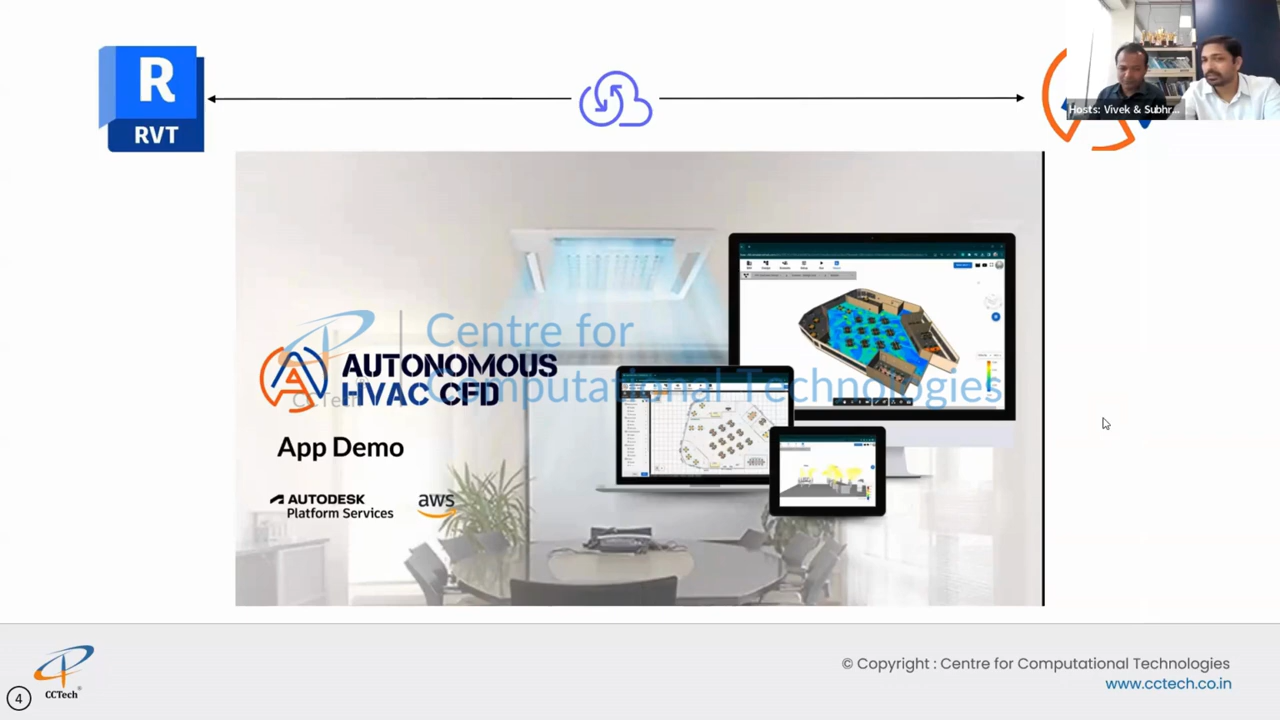 R
RVT
Hosts: Vivek & Subhr...
Centre for
Computational Technologies
CCTech
AUTONOMOUS
HVAC CFD
App Demo
AUTODESK
Platform Services
aws
CCTech®
4
© Copyright : Centre for Computational Technologies
www.cctech.co.in